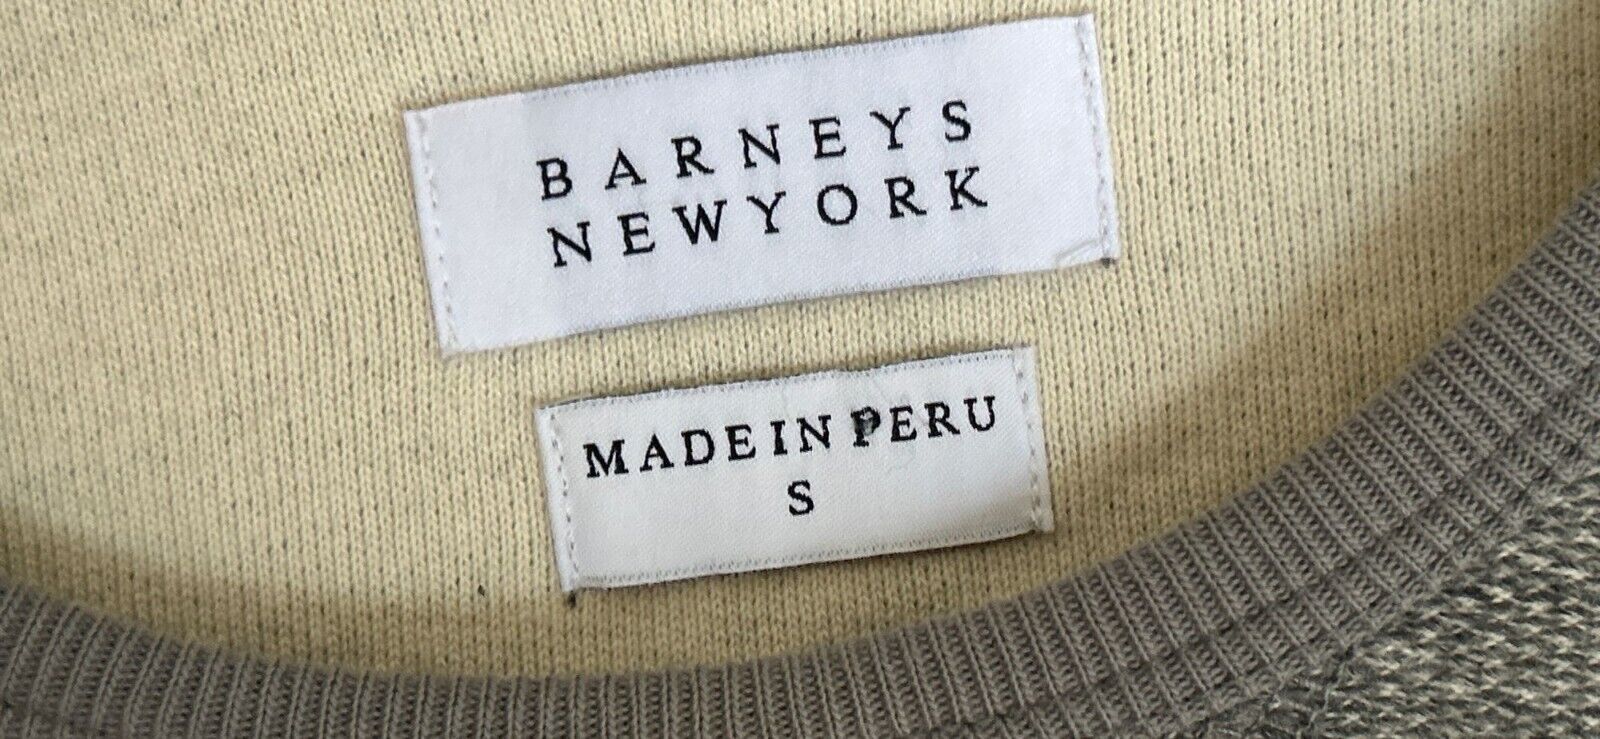 BARNEYS
NEWYORK
MADE IN PERU
S